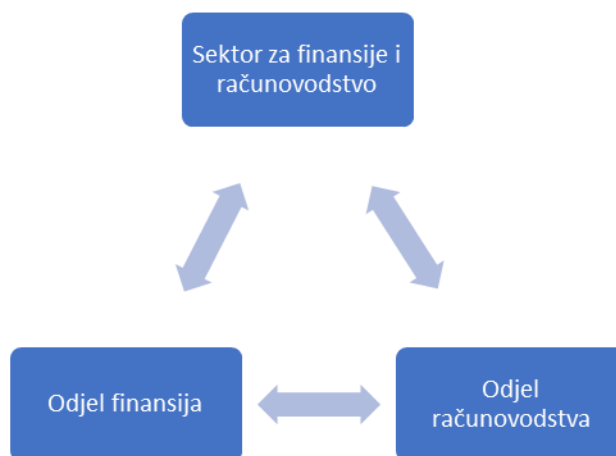 Sektor za finansije i
računovodstvo
Odjel finansija
Odjel
računovodstva